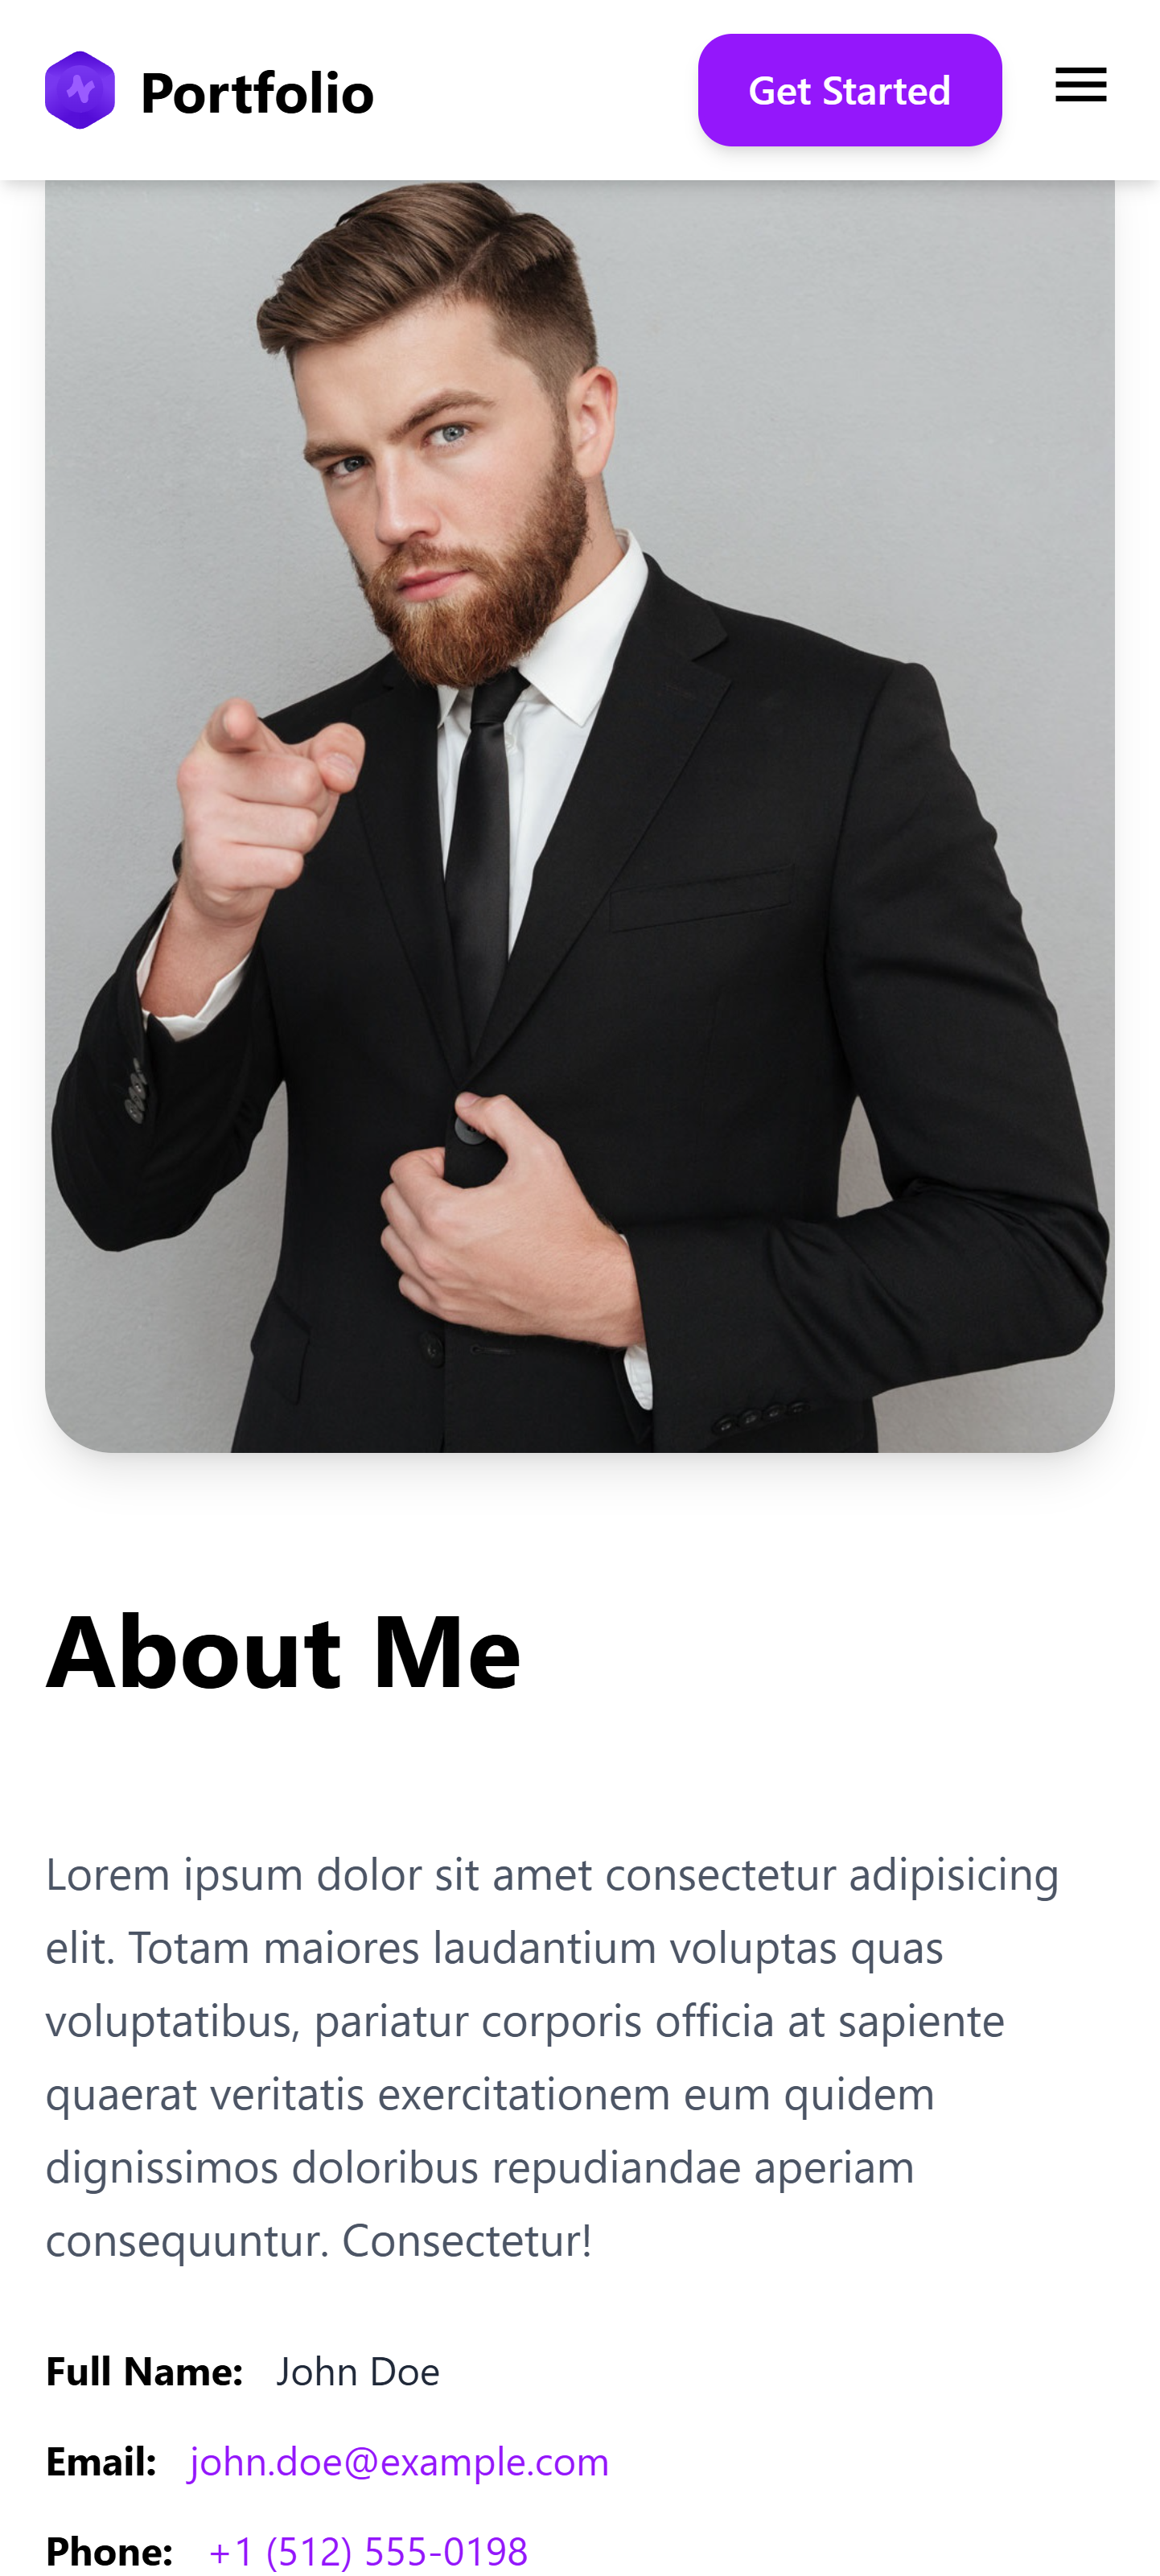 Portfolio
Get Started
About Me
Lorem ipsum dolor sit amet consectetur adipisicing
elit. Totam maiores laudantium voluptas quas
voluptatibus, pariatur corporis officia at sapiente
quaerat veritatis exercitationem eum quidem
dignissimos doloribus repudiandae aperiam
consequuntur. Consectetur!
Full Name: John Doe
Email: john.doe@example.com
Phone: +1 (512) 555-0198